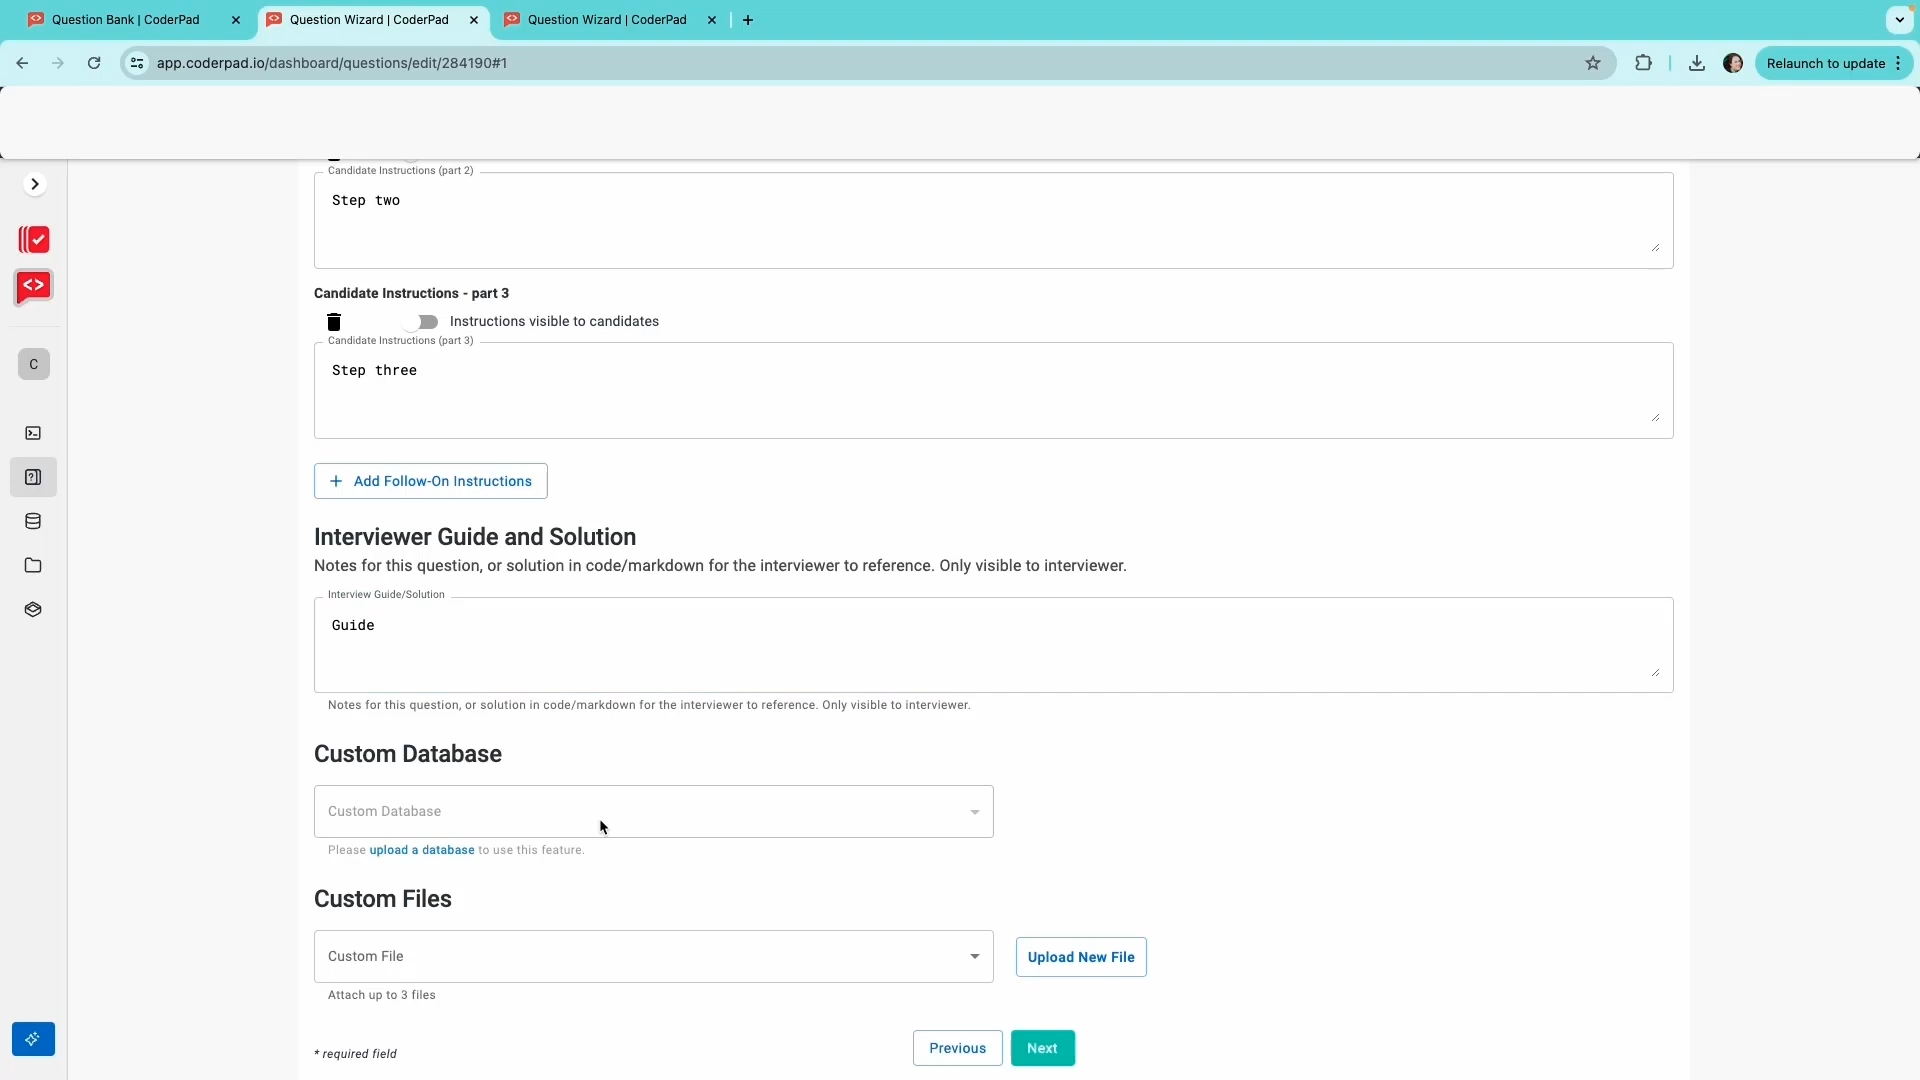 Question Bank | CoderPad
Question Wizard | CoderPad
Question Wizard | CoderPad
app.coderpad.io/dashboard/questions/edit/284190#1
Relaunch to update
Candidate Instructions (part 2)
Step two
Candidate Instructions - part 3
Instructions visible to candidates
Candidate Instructions (part 3)
Step three
C
+ Add Follow-On Instructions
Interviewer Guide and Solution
Notes for this question, or solution in code/markdown for the interviewer to reference. Only visible to interviewer.
Interview Guide/Solution
Guide
Notes for this question, or solution in code/markdown for the interviewer to reference. Only visible to interviewer.
Custom Database
Custom Database
Please upload a database to use this feature.
Custom Files
Custom File
Upload New File
Attach up to 3 files
Previous
Next
* required field